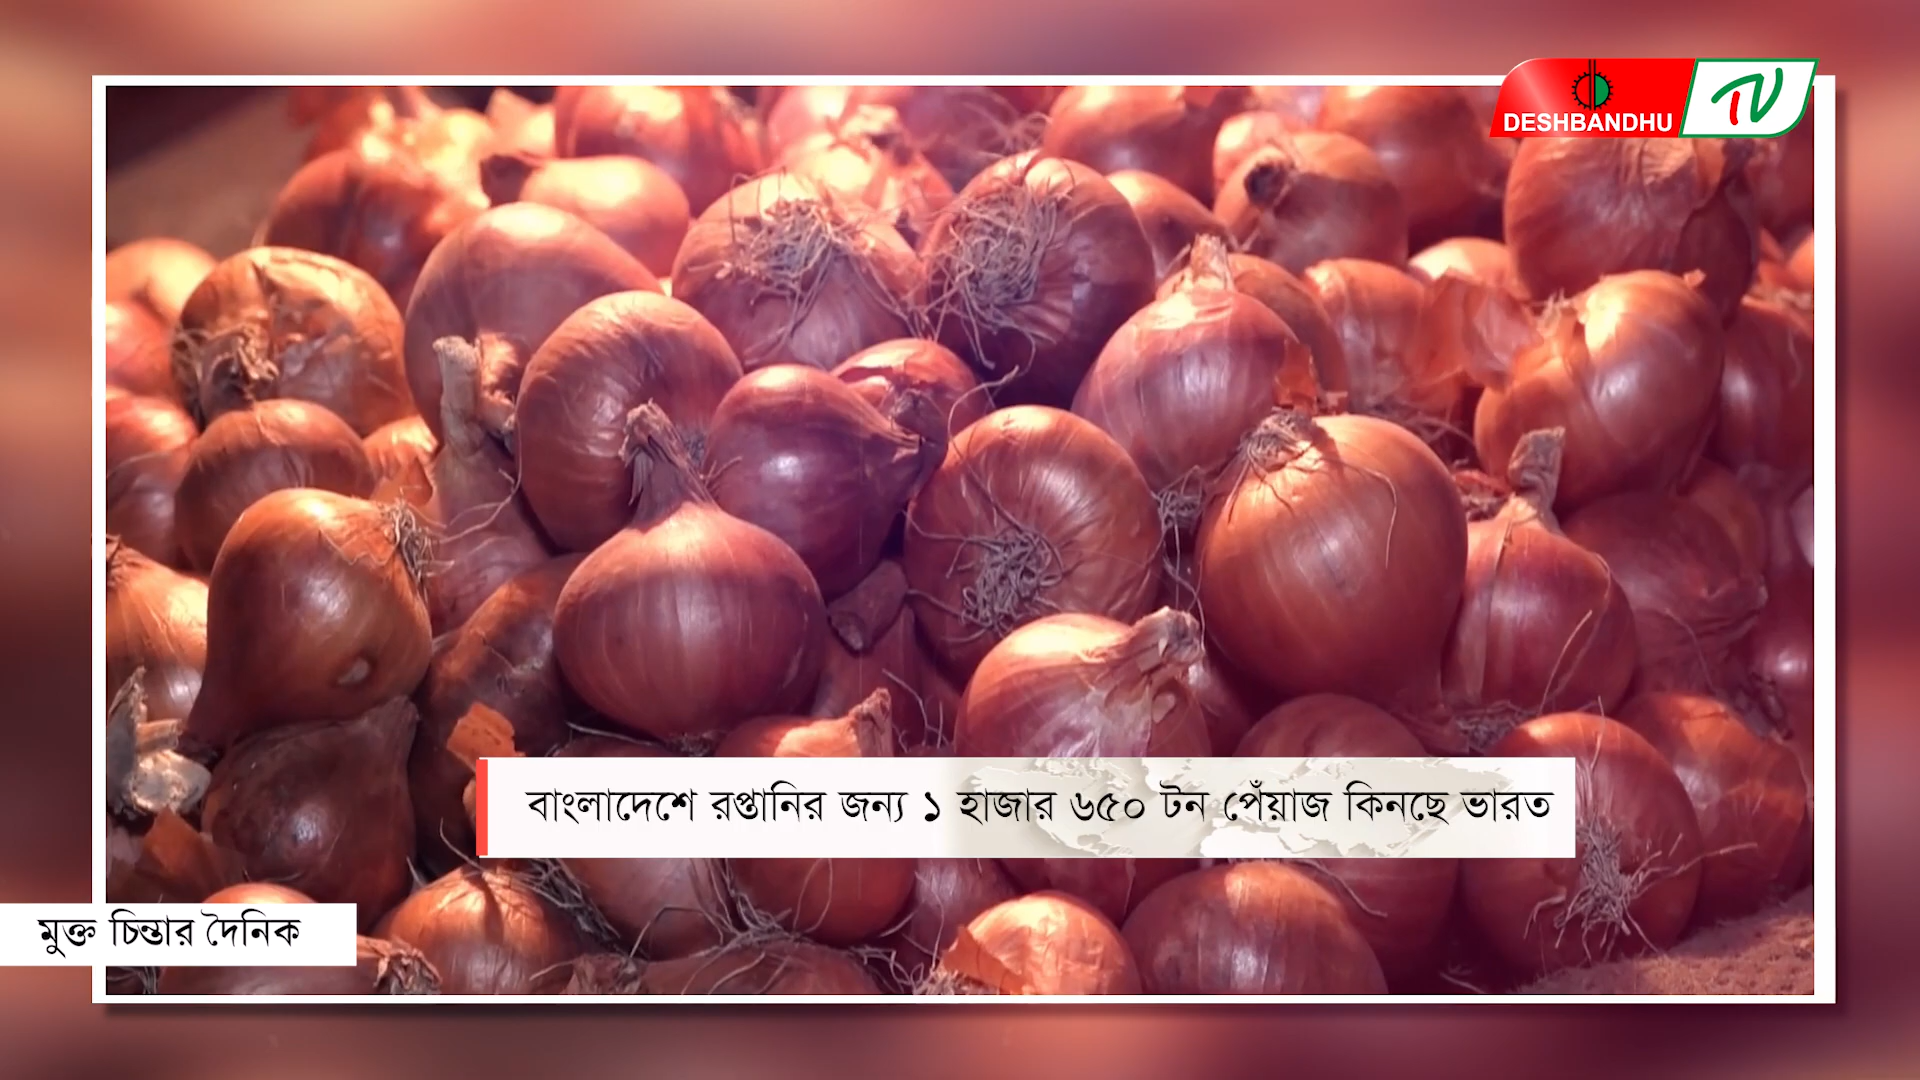 DESHBANDHU TV
বাংলাদেশে রপ্তানির জন্য ১ হাজার ৬৫০ টন পেঁয়াজ কিনছে ভারত
মুক্ত চিন্তার দৈনিক